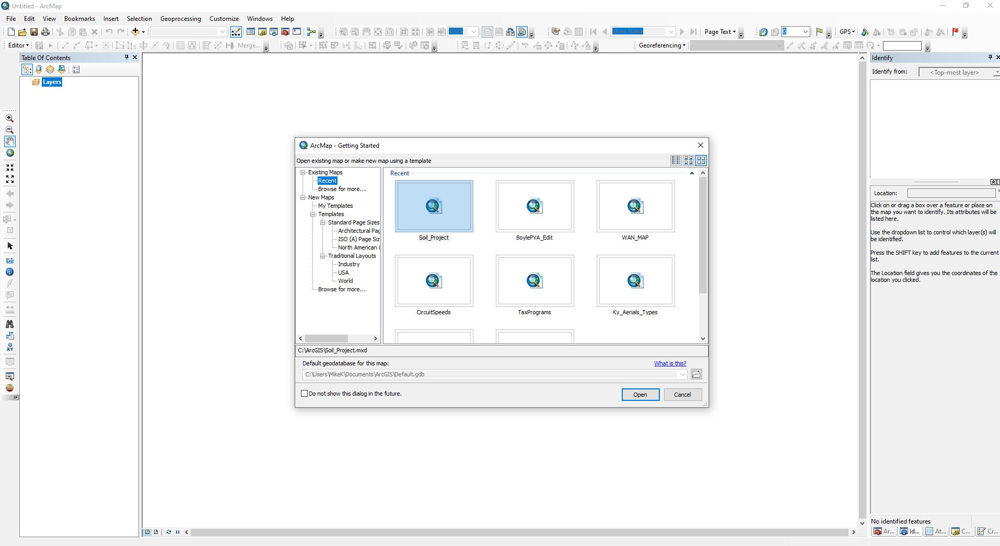 Untitled - ArcMap
File Edit View Bookmarks Insert Selection Geoprocessing Customize Windows Help
100% Show Name Page Text 0 GPS
Editor Merge... Georeferencing
Table Of Contents
Layers
ArcMap - Getting Started
Open existing map or make new map using a template
Existing Maps
Recent
Browse for more...
New Maps
My Templates
Templates
Standard Page Sizes
Architectural Pag
ISO (A) Page Siz
North American (
Traditional Layouts
Industry
USA
World
Browse for more...
Recent
Soil_Project BoylePVA_Edit WAN_MAP
CircuitSpeeds TaxPrograms Ky_Aerials_Types
C:\ArcGIS\Soil_Project.mxd
Default geodatabase for this map: What is this?
C:\Users\MikeK\Documents\ArcGIS\Default.gdb
Do not show this dialog in the future.
Open Cancel
Identify
Identify from: <Top-most layer>
Location:
Click on or drag a box over a feature or place on
the map you want to identify. Its attributes will be
listed here.
Use the dropdown list to control which layer(s) will
be identified.
Press the SHIFT key to add features to the current
list.
The Location field gives you the coordinates of the
location you clicked.
No identified features
Ar... Id... At... C... Cr...
XY